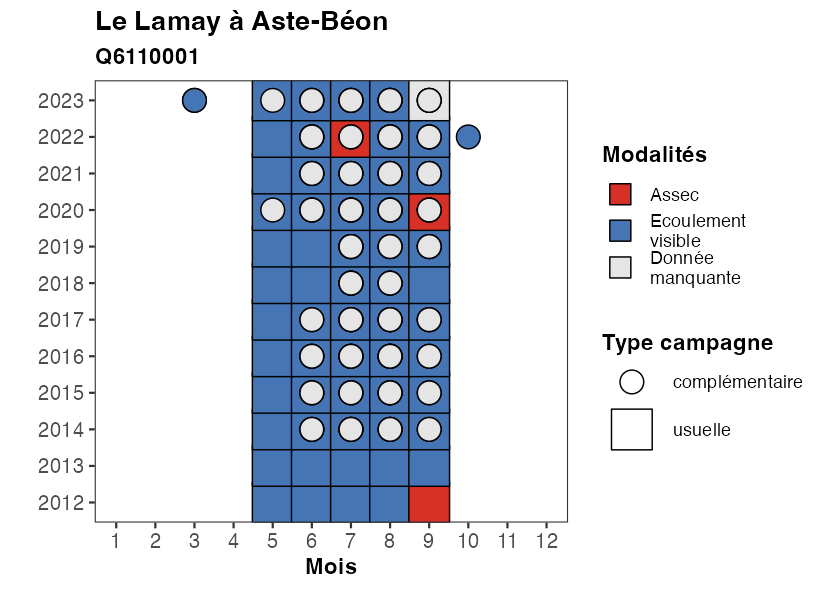 Le Lamay à Aste-Béon
Q6110001
2023
2022
2021
2020
2019
2018
2017
2016
2015
2014
2013
2012
1 2 3 4 5 6 7 8 9 10 11 12
Mois
Modalités
Assec
Ecoulement
visible
Donnée
manquante
Type campagne
complémentaire
usuelle